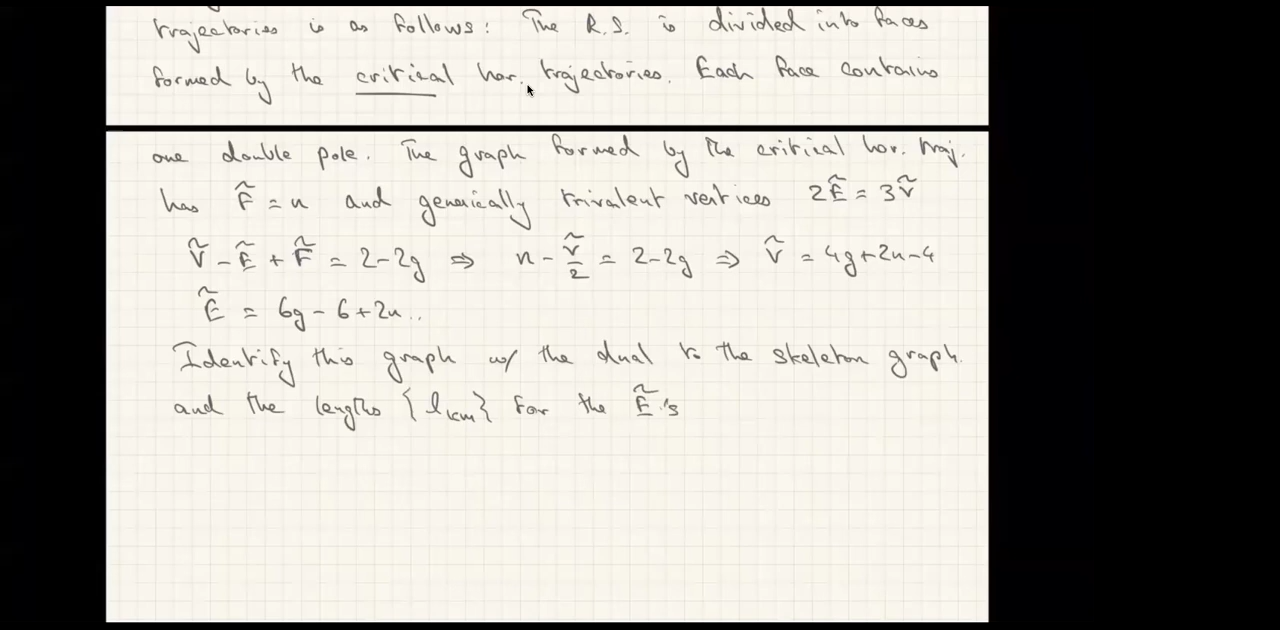 trajectories is as follows: The R.S. is divided into faces
formed by the critical hor. trajectories. Each face contains
one double pole. The graph formed by the critical hor. traj.
has F̃ = n and generically trivalent vertices 2Ẽ = 3Ṽ
Ṽ - Ẽ + F̃ = 2-2g ⇒ n - Ṽ/2 = 2-2g ⇒ Ṽ = 4g+2n-4
Ẽ = 6g - 6 + 2n ..
Identify this graph w/ the dual to the skeleton graph.
and the lengths {l_km} for the Ẽ's